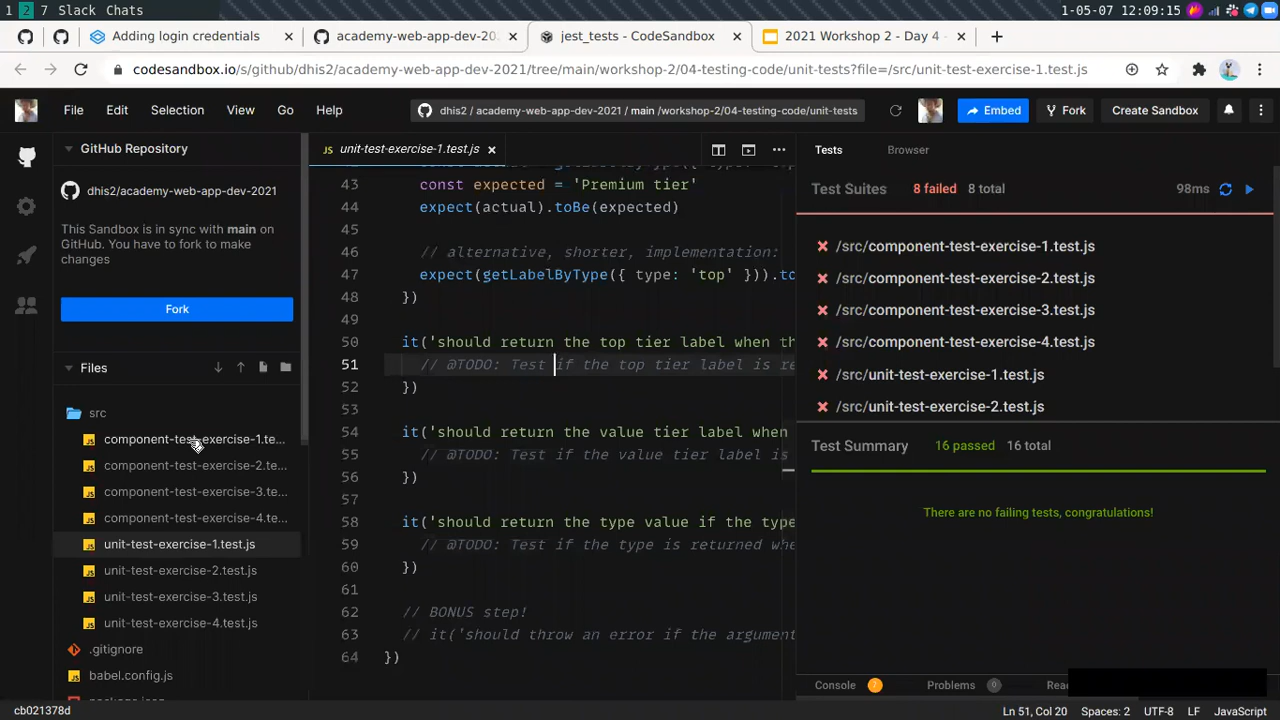 1 2 7 Slack Chats
1-05-07 12:09:15
Adding login credentials
academy-web-app-dev-202
jest_tests - CodeSandbox
2021 Workshop 2 - Day 4 -
codesandbox.io/s/github/dhis2/academy-web-app-dev-2021/tree/main/workshop-2/04-testing-code/unit-tests?file=/src/unit-test-exercise-1.test.js
File Edit Selection View Go Help
dhis2 / academy-web-app-dev-2021 / main /workshop-2/04-testing-code/unit-tests
Embed
Fork
Create Sandbox
GitHub Repository
dhis2/academy-web-app-dev-2021
This Sandbox is in sync with main on
GitHub. You have to fork to make
changes
Fork
Files
src
component-test-exercise-1.te...
component-test-exercise-2.te...
component-test-exercise-3.te...
component-test-exercise-4.te...
unit-test-exercise-1.test.js
unit-test-exercise-2.test.js
unit-test-exercise-3.test.js
unit-test-exercise-4.test.js
.gitignore
babel.config.js
cb021378d
JS unit-test-exercise-1.test.js
43 const expected = 'Premium tier'
44 expect(actual).toBe(expected)
45
46 // alternative, shorter, implementation:
47 expect(getLabelByType({ type: 'top' })).to
48 })
49
50 it('should return the top tier label when th
51 // @TODO: Test if the top tier label is re
52 })
53
54 it('should return the value tier label when
55 // @TODO: Test if the value tier label is
56 })
57
58 it('should return the type value if the type
59 // @TODO: Test if the type is returned whe
60 })
61
62 // BONUS step!
63 // it('should throw an error if the argument
64 })
Tests
Browser
Test Suites 8 failed 8 total 98ms
/src/component-test-exercise-1.test.js
/src/component-test-exercise-2.test.js
/src/component-test-exercise-3.test.js
/src/component-test-exercise-4.test.js
/src/unit-test-exercise-1.test.js
/src/unit-test-exercise-2.test.js
Test Summary 16 passed 16 total
There are no failing tests, congratulations!
Console 7 Problems 0 Rea
Ln 51, Col 20 Spaces: 2 UTF-8 LF JavaScript